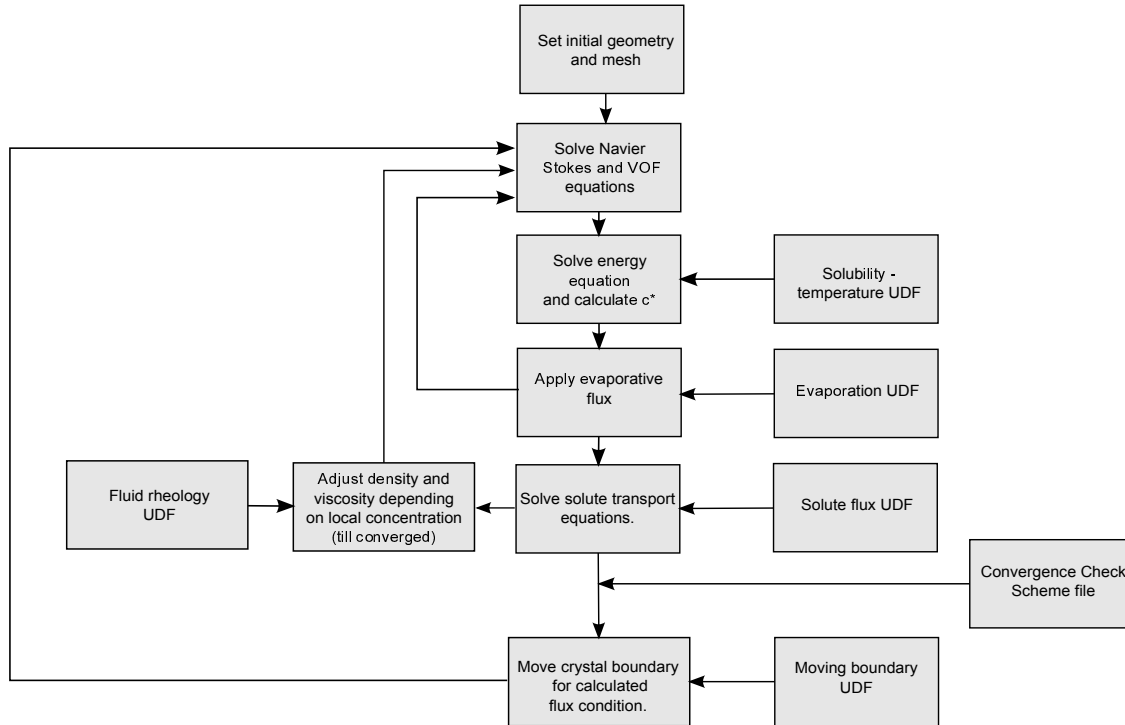 Set initial geometry
and mesh
Solve Navier
Stokes and VOF
equations
Solve energy
equation
and calculate c*
Solubility -
temperature UDF
Apply evaporative
flux
Evaporation UDF
Fluid rheology
UDF
Adjust density and
viscosity depending
on local concentration
(till converged)
Solve solute transport
equations.
Solute flux UDF
Convergence Check
Scheme file
Move crystal boundary
for calculated
flux condition.
Moving boundary
UDF